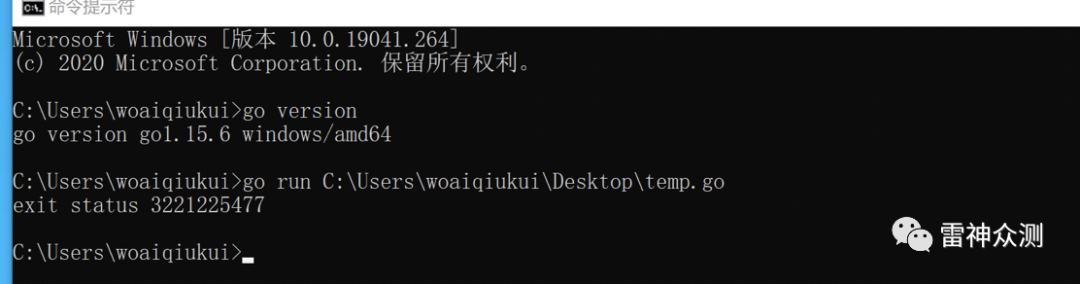 命令提示符
Microsoft Windows [版本 10.0.19041.264]
(c) 2020 Microsoft Corporation. 保留所有权利。
C:\Users\woaiqiukui>go version
go version go1.15.6 windows/amd64
C:\Users\woaiqiukui>go run C:\Users\woaiqiukui\Desktop\temp.go
exit status 3221225477
C:\Users\woaiqiukui>
雷神众测